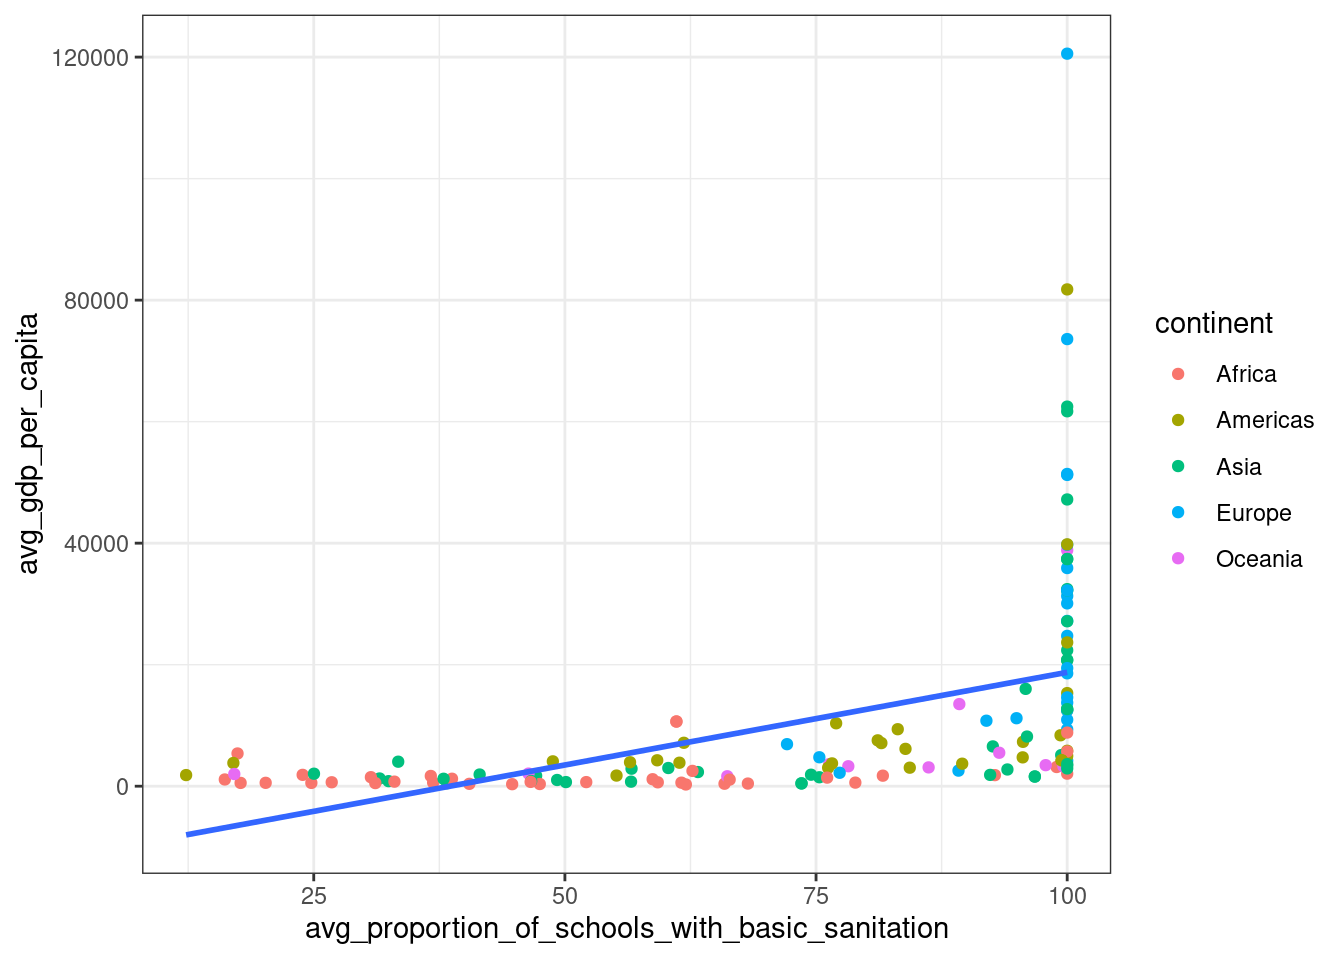 120000
80000
40000
0
avg_gdp_per_capita
25 50 75 100
avg_proportion_of_schools_with_basic_sanitation
continent
Africa
Americas
Asia
Europe
Oceania